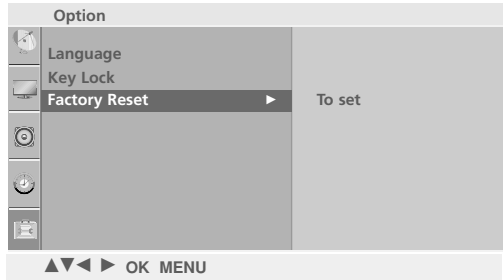 Option
Language
Key Lock
Factory Reset ► To set
▲▼◄ ► OK MENU